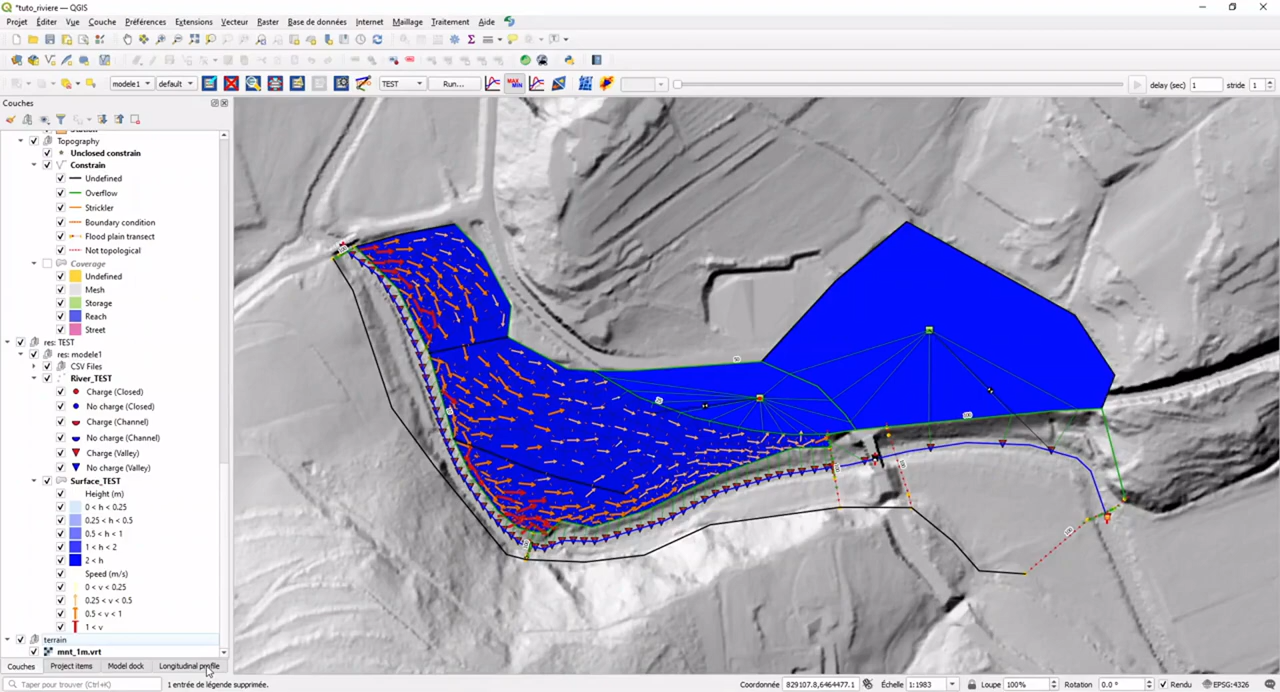 *tuto_riviere — QGIS
Projet Éditer Vue Couche Préférences Extensions Vecteur Raster Base de données Internet Maillage Traitement Aide
modele1 default TEST Run... MAX MIN delay (sec) 1 stride 1
Couches
Station
Topography
Unclosed constrain
Constrain
Undefined
Overflow
Strickler
Boundary condition
Flood plain transect
Not topological
Coverage
Undefined
Mesh
Storage
Reach
Street
res: TEST
res: modele1
CSV Files
River_TEST
Charge (Closed)
No charge (Closed)
Charge (Channel)
No charge (Channel)
Charge (Valley)
No charge (Valley)
Surface_TEST
Height (m)
0 < h < 0.25
0.25 < h < 0.5
0.5 < h < 1
1 < h < 2
2 < h
Speed (m/s)
0 < v < 0.25
0.25 < v < 0.5
0.5 < v < 1
1 < v
terrain
mnt_1m.vrt
50
100
100
Couches Project items Model dock Longitudinal profile
Taper pour trouver (Ctrl+K) 1 entrée de légende supprimée. Coordonnée 829107.8,6464477.1 Échelle 1:1983 Loupe 100% Rotation 0.0 ° Rendu EPSG:4326